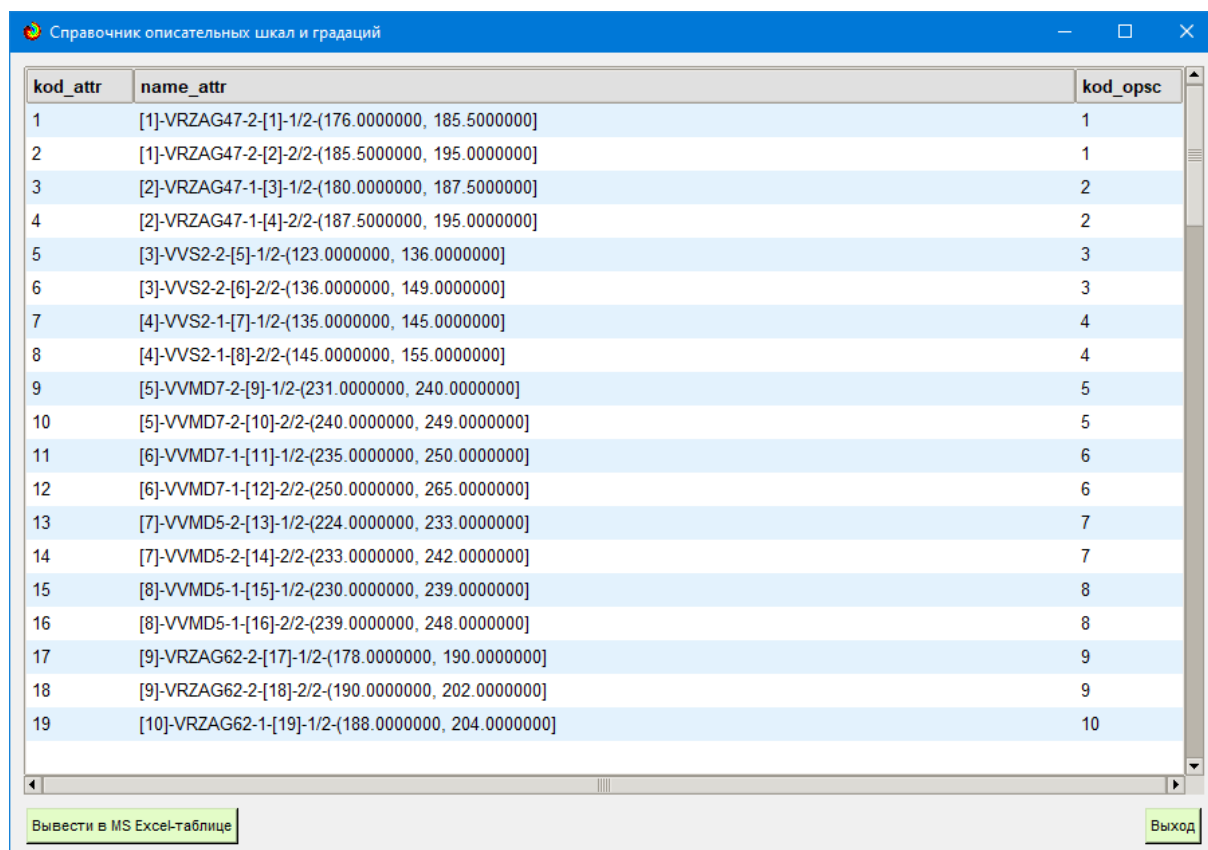 Справочник описательных шкал и градаций
kod_attr name_attr kod_opsc
1 [1]-VRZAG47-2-[1]-1/2-(176.0000000, 185.5000000] 1
2 [1]-VRZAG47-2-[2]-2/2-(185.5000000, 195.0000000] 1
3 [2]-VRZAG47-1-[3]-1/2-(180.0000000, 187.5000000] 2
4 [2]-VRZAG47-1-[4]-2/2-(187.5000000, 195.0000000] 2
5 [3]-VVS2-2-[5]-1/2-(123.0000000, 136.0000000] 3
6 [3]-VVS2-2-[6]-2/2-(136.0000000, 149.0000000] 3
7 [4]-VVS2-1-[7]-1/2-(135.0000000, 145.0000000] 4
8 [4]-VVS2-1-[8]-2/2-(145.0000000, 155.0000000] 4
9 [5]-VVMD7-2-[9]-1/2-(231.0000000, 240.0000000] 5
10 [5]-VVMD7-2-[10]-2/2-(240.0000000, 249.0000000] 5
11 [6]-VVMD7-1-[11]-1/2-(235.0000000, 250.0000000] 6
12 [6]-VVMD7-1-[12]-2/2-(250.0000000, 265.0000000] 6
13 [7]-VVMD5-2-[13]-1/2-(224.0000000, 233.0000000] 7
14 [7]-VVMD5-2-[14]-2/2-(233.0000000, 242.0000000] 7
15 [8]-VVMD5-1-[15]-1/2-(230.0000000, 239.0000000] 8
16 [8]-VVMD5-1-[16]-2/2-(239.0000000, 248.0000000] 8
17 [9]-VRZAG62-2-[17]-1/2-(178.0000000, 190.0000000] 9
18 [9]-VRZAG62-2-[18]-2/2-(190.0000000, 202.0000000] 9
19 [10]-VRZAG62-1-[19]-1/2-(188.0000000, 204.0000000] 10
Вывести в MS Excel-таблице Выход